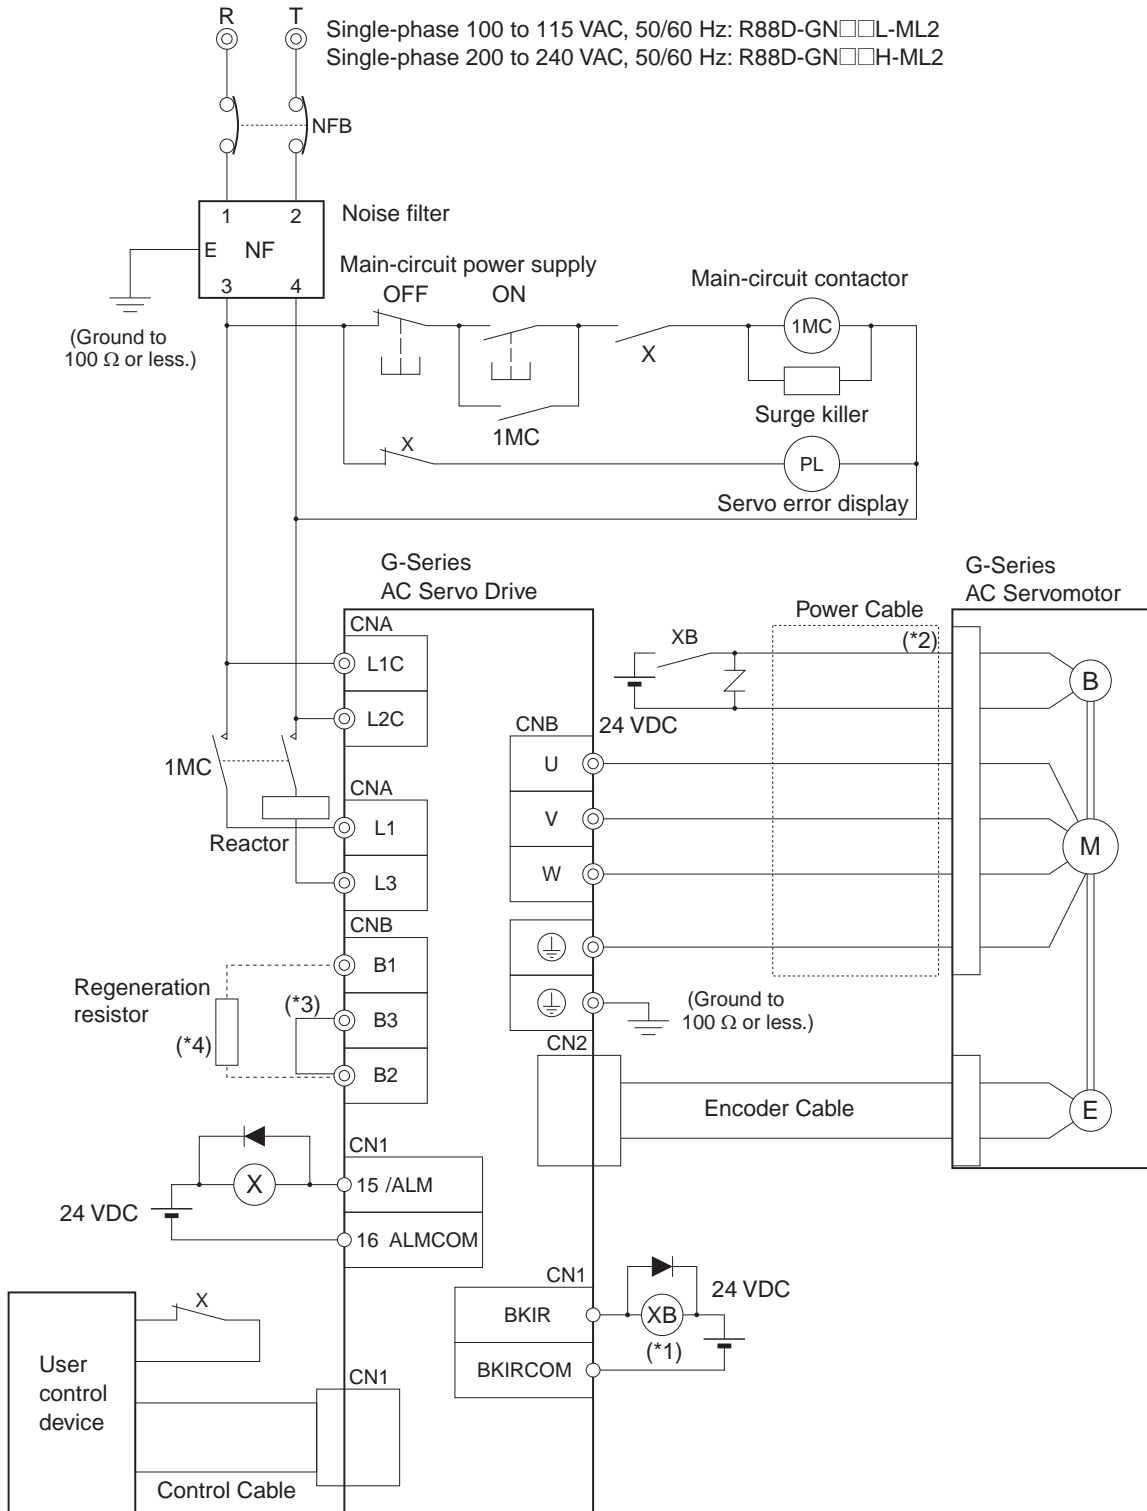 R T
Single-phase 100 to 115 VAC, 50/60 Hz: R88D-GN□□L-ML2
Single-phase 200 to 240 VAC, 50/60 Hz: R88D-GN□□H-ML2
NFB
1 2
Noise filter
E NF
3 4
(Ground to
100 Ω or less.)
Main-circuit power supply
OFF ON
Main-circuit contactor
1MC
X
Surge killer
1MC
X
PL
Servo error display
G-Series
AC Servo Drive
G-Series
AC Servomotor
CNA
L1C
L2C
1MC
Reactor
CNA
L1
L3
CNB
B1
B3
B2
Regeneration
resistor
(*3)
(*4)
Power Cable
(*2)
XB
24 VDC
B
CNB
U
V
W
M
(Ground to
100 Ω or less.)
CN2
Encoder Cable
E
CN1
15 /ALM
16 ALMCOM
X
24 VDC
CN1
BKIR
BKIRCOM
XB
(*1)
24 VDC
X
User
control
device
CN1
Control Cable